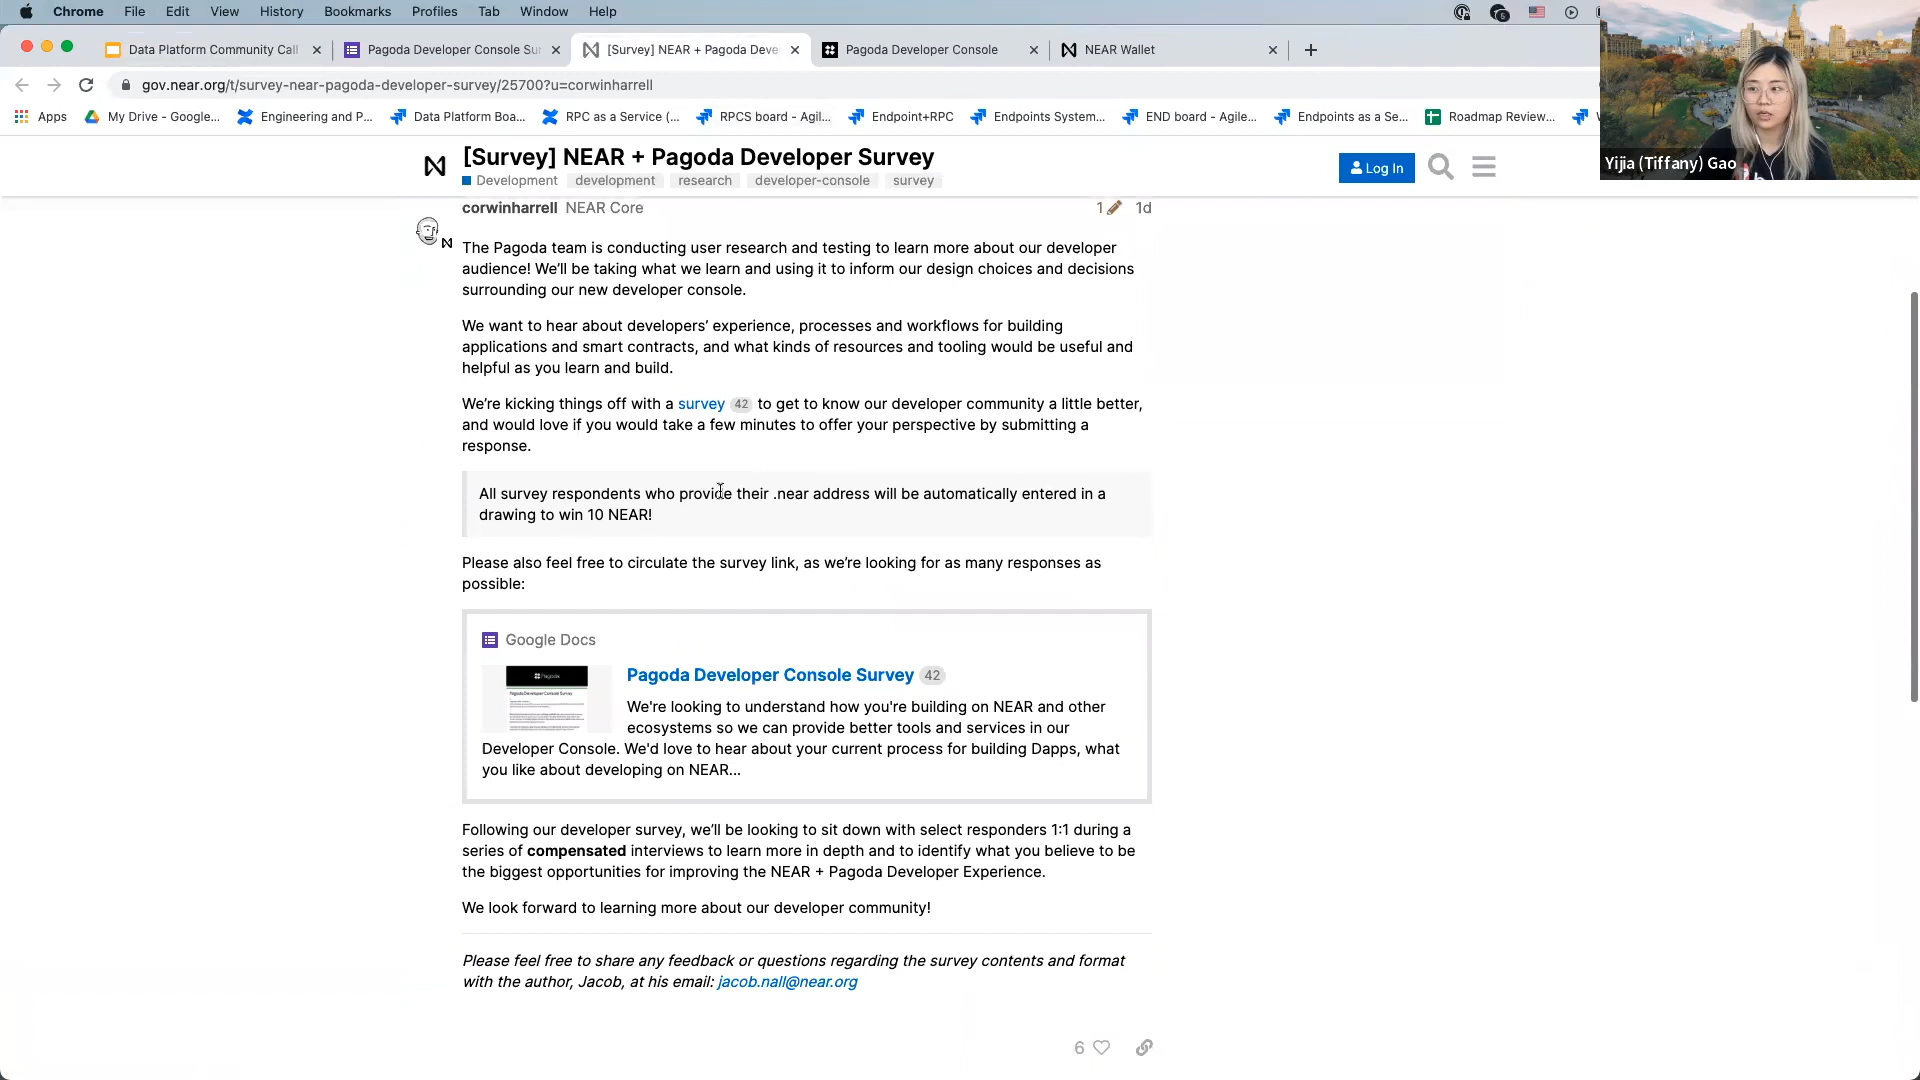 Chrome File Edit View History Bookmarks Profiles Tab Window Help
Data Platform Community Call
Pagoda Developer Console Sur
[Survey] NEAR + Pagoda Deve
Pagoda Developer Console
NEAR Wallet
gov.near.org/t/survey-near-pagoda-developer-survey/25700?u=corwinharrell
Apps My Drive - Google... Engineering and P... Data Platform Boa... RPC as a Service (... RPCS board - Agil... Endpoint+RPC Endpoints System... END board - Agile... Endpoints as a Se... Roadmap Review...
Yijia (Tiffany) Gao
[Survey] NEAR + Pagoda Developer Survey
Development development research developer-console survey
Log In
corwinharrell NEAR Core
1 1d
The Pagoda team is conducting user research and testing to learn more about our developer
audience! We'll be taking what we learn and using it to inform our design choices and decisions
surrounding our new developer console.
We want to hear about developers' experience, processes and workflows for building
applications and smart contracts, and what kinds of resources and tooling would be useful and
helpful as you learn and build.
We're kicking things off with a survey 42 to get to know our developer community a little better,
and would love if you would take a few minutes to offer your perspective by submitting a
response.
All survey respondents who provide their .near address will be automatically entered in a
drawing to win 10 NEAR!
Please also feel free to circulate the survey link, as we're looking for as many responses as
possible:
Google Docs
Pagoda Developer Console Survey 42
We're looking to understand how you're building on NEAR and other
ecosystems so we can provide better tools and services in our
Developer Console. We'd love to hear about your current process for building Dapps, what
you like about developing on NEAR...
Following our developer survey, we'll be looking to sit down with select responders 1:1 during a
series of compensated interviews to learn more in depth and to identify what you believe to be
the biggest opportunities for improving the NEAR + Pagoda Developer Experience.
We look forward to learning more about our developer community!
Please feel free to share any feedback or questions regarding the survey contents and format
with the author, Jacob, at his email: jacob.nall@near.org
6